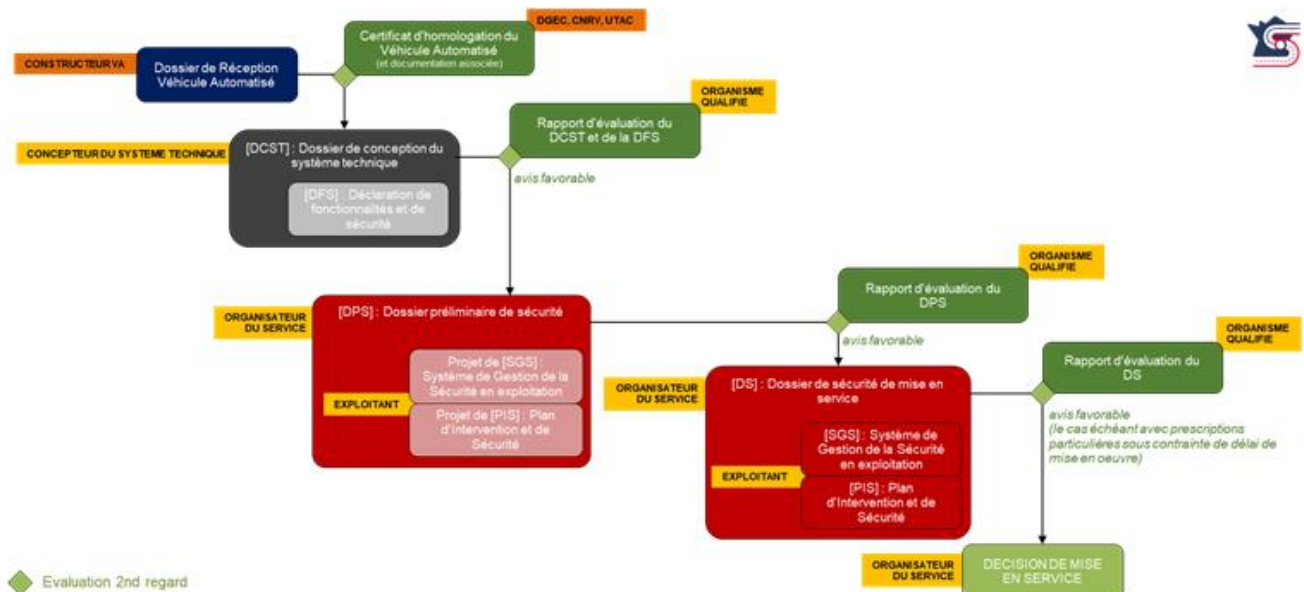 DGEC, CNRV, UTAC
Certificat d'homologation du
Véhicule Automatisé
(et documentation associée)
CONSTRUCTEUR VA
Dossier de Réception
Véhicule Automatisé
ORGANISME
QUALIFIE
Rapport d'évaluation du
DCST et de la DFS
CONCEPTEUR DU SYSTEME TECHNIQUE
[DCST] : Dossier de conception du
système technique
avis favorable
[DFS] : Déclaration de
fonctionnalités et de
sécurité
ORGANISME
QUALIFIE
Rapport d'évaluation du
DPS
ORGANISATEUR
DU SERVICE
[DPS] : Dossier préliminaire de sécurité
avis favorable
ORGANISME
QUALIFIE
Rapport d'évaluation du
DS
Projet de [SGS] :
Système de Gestion de la
Sécurité en exploitation
EXPLOITANT
Projet de [PIS] : Plan
d'Intervention et de
Sécurité
ORGANISATEUR
DU SERVICE
[DS] : Dossier de sécurité de mise en
service
avis favorable
(le cas échéant avec prescriptions
particulières sous contrainte de délai de
mise en oeuvre)
[SGS] : Système de
Gestion de la Sécurité
en exploitation
EXPLOITANT
[PIS] : Plan
d'Intervention et de
Sécurité
ORGANISATEUR
DU SERVICE
DECISION DE MISE
EN SERVICE
Evaluation 2nd regard